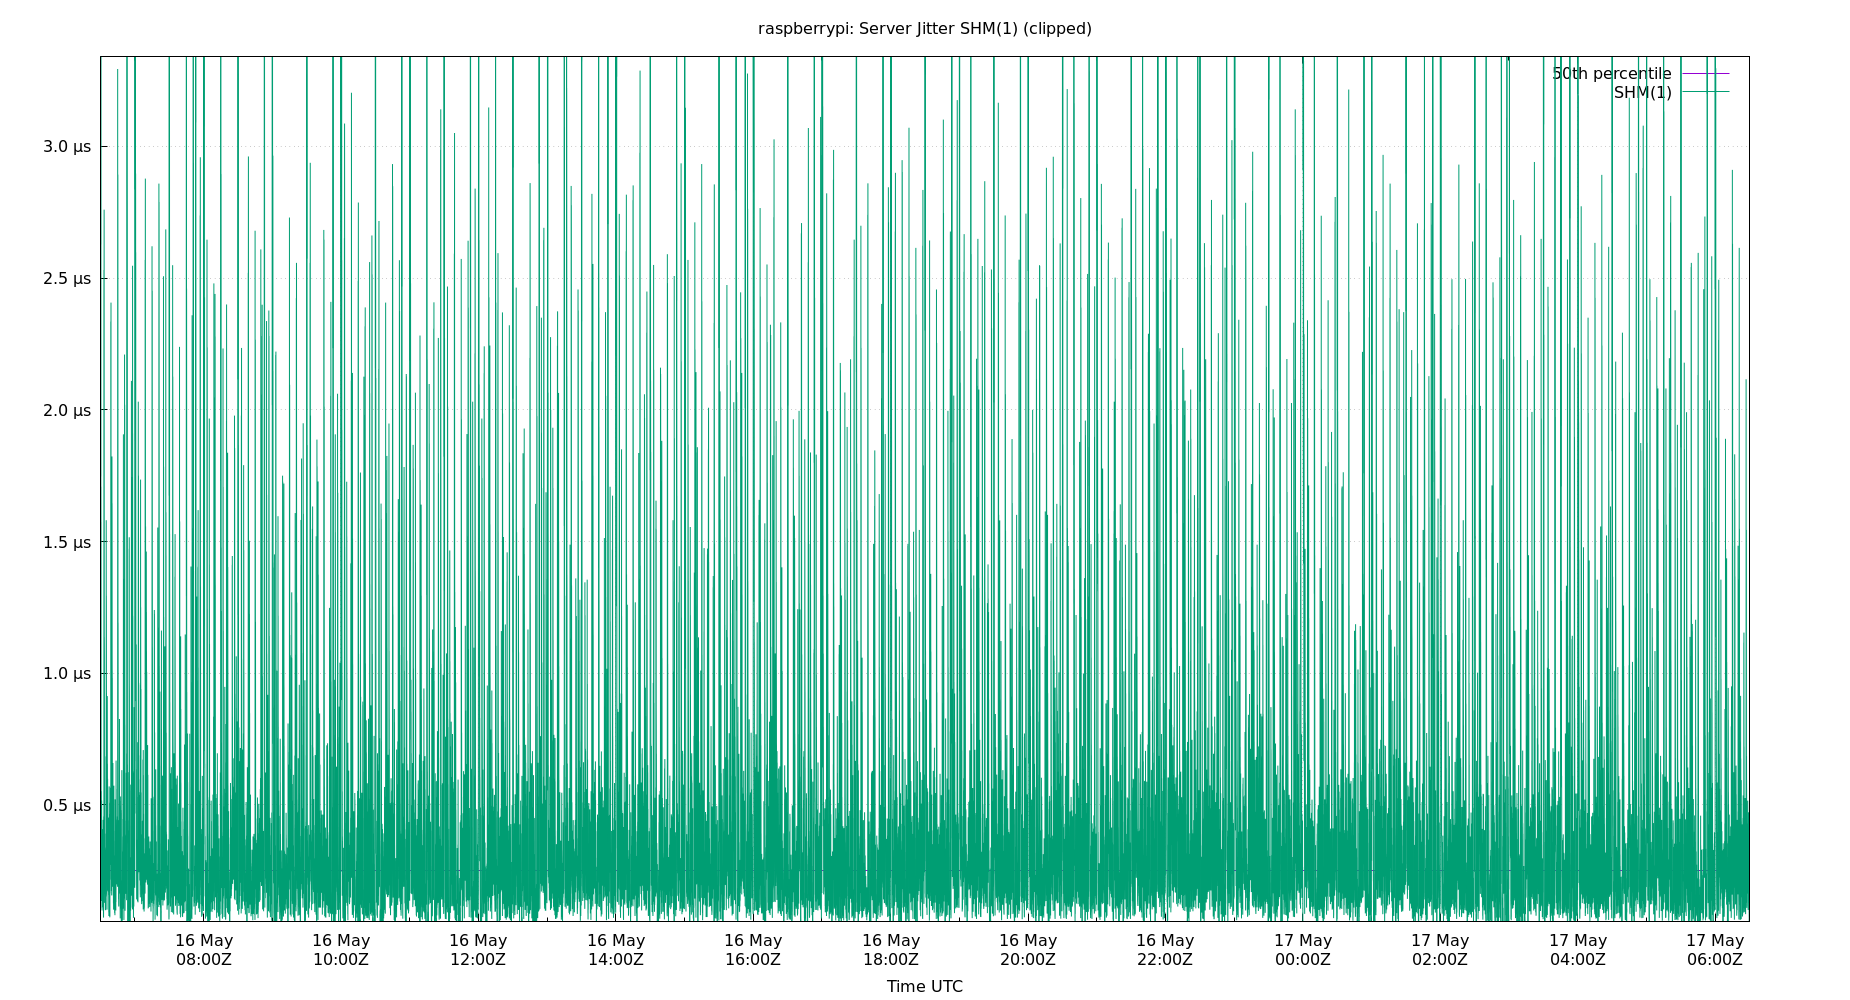 raspberrypi: Server Jitter SHM(1) (clipped)
50th percentile
SHM(1)
3.0 µs
2.5 µs
2.0 µs
1.5 µs
1.0 µs
0.5 µs
16 May 16 May 16 May 16 May 16 May 16 May 16 May 16 May 17 May 17 May 17 May 17 May
08:00Z 10:00Z 12:00Z 14:00Z 16:00Z 18:00Z 20:00Z 22:00Z 00:00Z 02:00Z 04:00Z 06:00Z
Time UTC